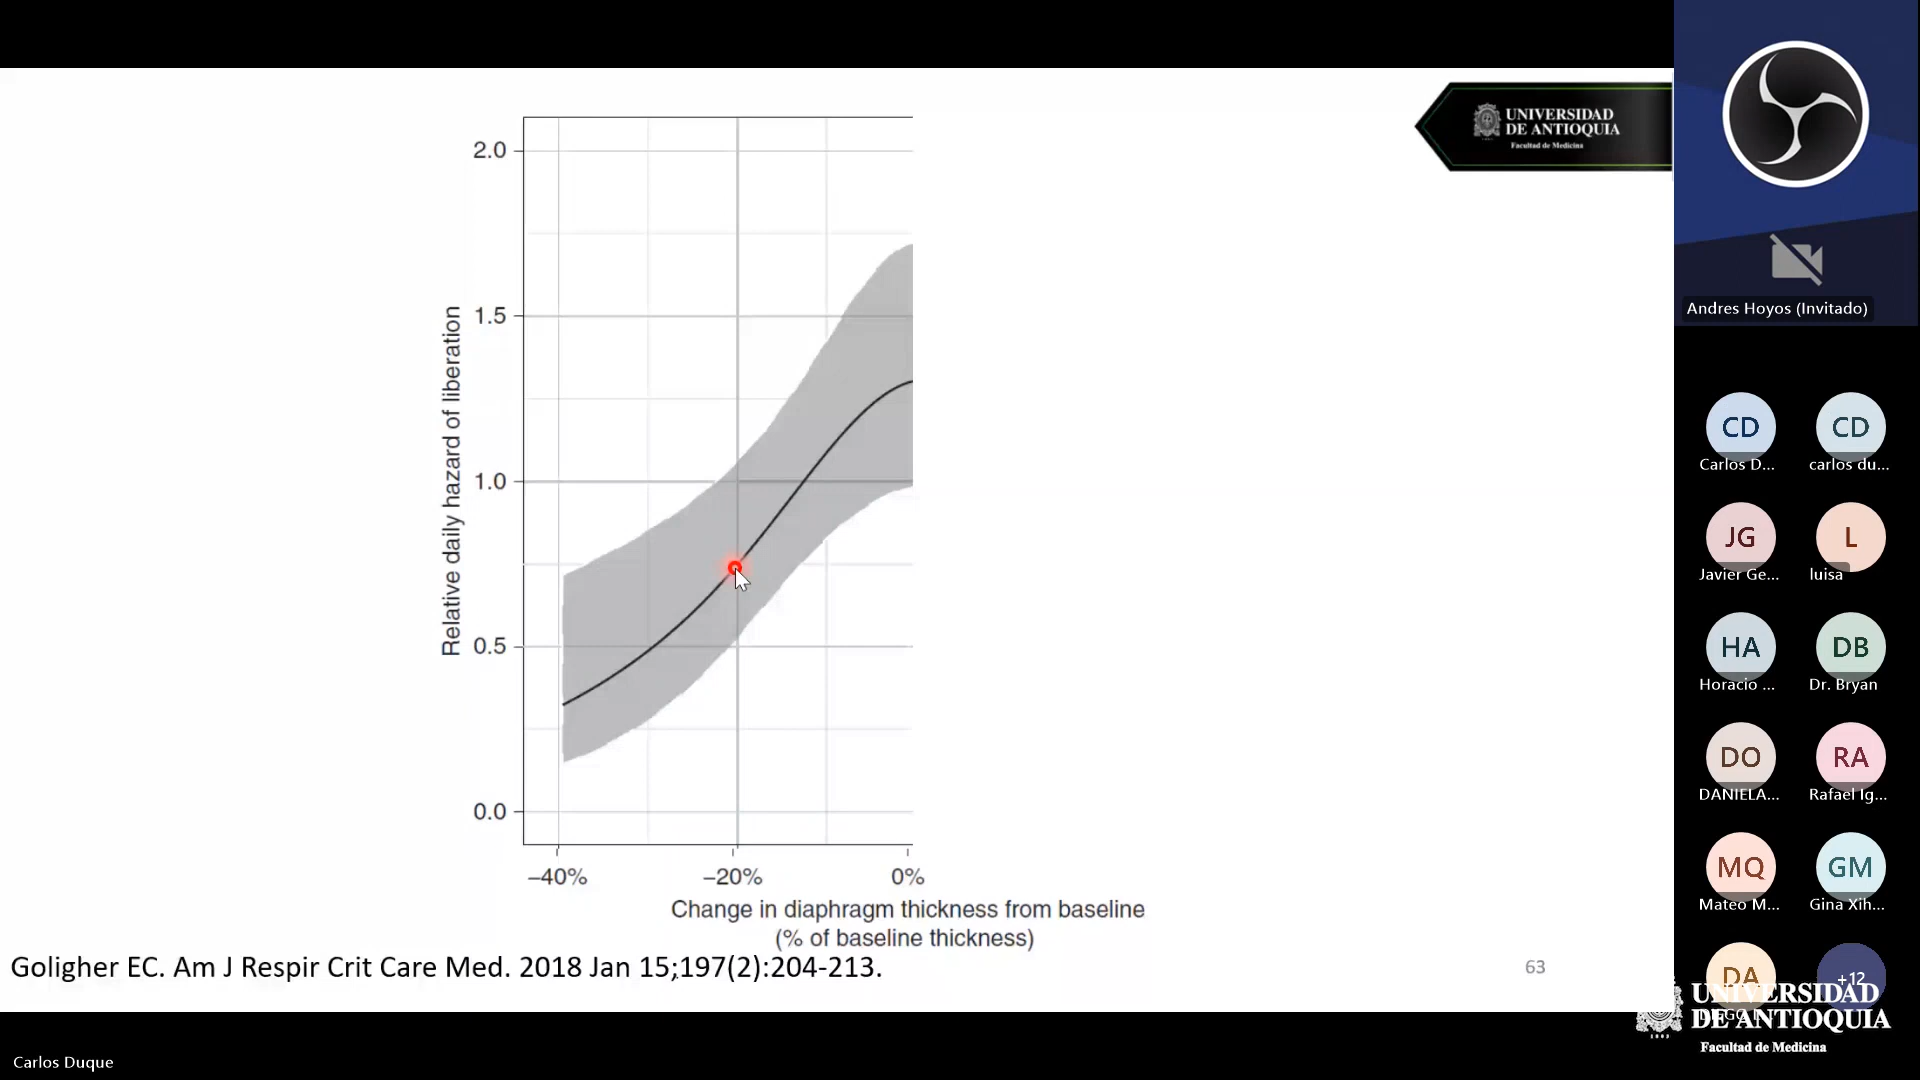 UNIVERSIDAD
DE ANTIOQUIA
Facultad de Medicina
2.0
1.5
1.0
0.5
0.0
Relative daily hazard of liberation
–40%
–20%
0%
Change in diaphragm thickness from baseline
(% of baseline thickness)
Goligher EC. Am J Respir Crit Care Med. 2018 Jan 15;197(2):204-213.
63
Carlos Duque
Andres Hoyos (Invitado)
CD
Carlos D...
CD
carlos du...
JG
Javier Ge...
L
luisa
HA
Horacio ...
DB
Dr. Bryan
DO
DANIELA...
RA
Rafael Ig...
MQ
Mateo M...
GM
Gina Xih...
DA
+12
UNIVERSIDAD
DE ANTIOQUIA
Facultad de Medicina